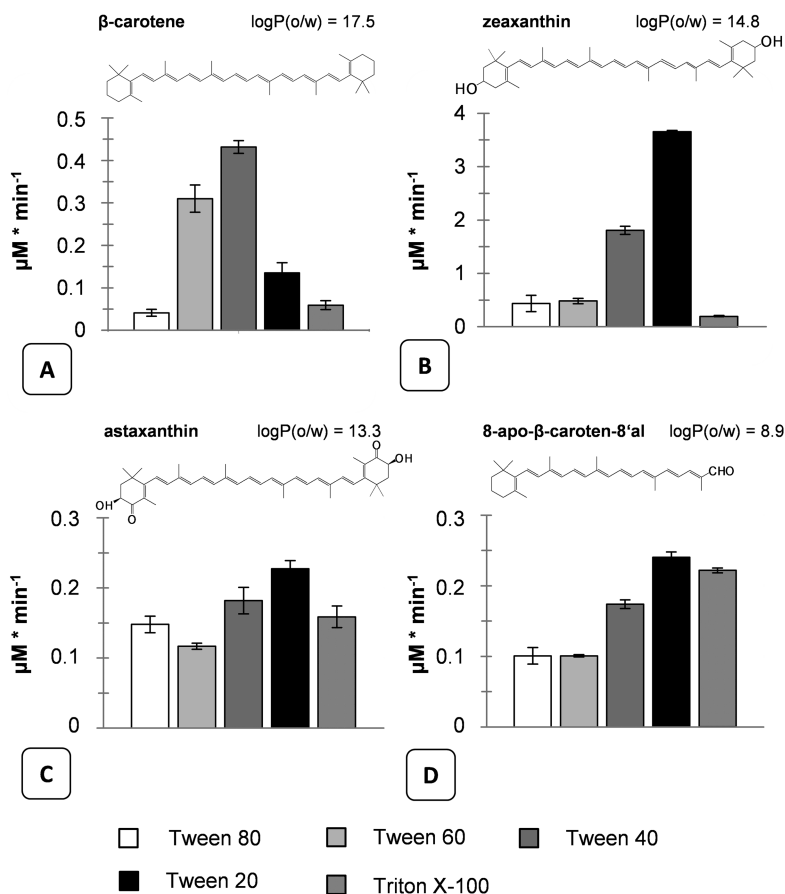 β-carotene logP(o/w) = 17.5
0.5
0.4
0.3
0.2
0.1
0
µM * min-1
A
zeaxanthin logP(o/w) = 14.8
OH
HO
4
3
2
1
0
µM * min-1
B
astaxanthin logP(o/w) = 13.3
O
OH
OH
O
0.3
0.2
0.1
0
µM * min-1
C
8-apo-β-caroten-8‘al logP(o/w) = 8.9
CHO
0.3
0.2
0.1
0
µM * min-1
D
Tween 80 Tween 60 Tween 40
Tween 20 Triton X-100